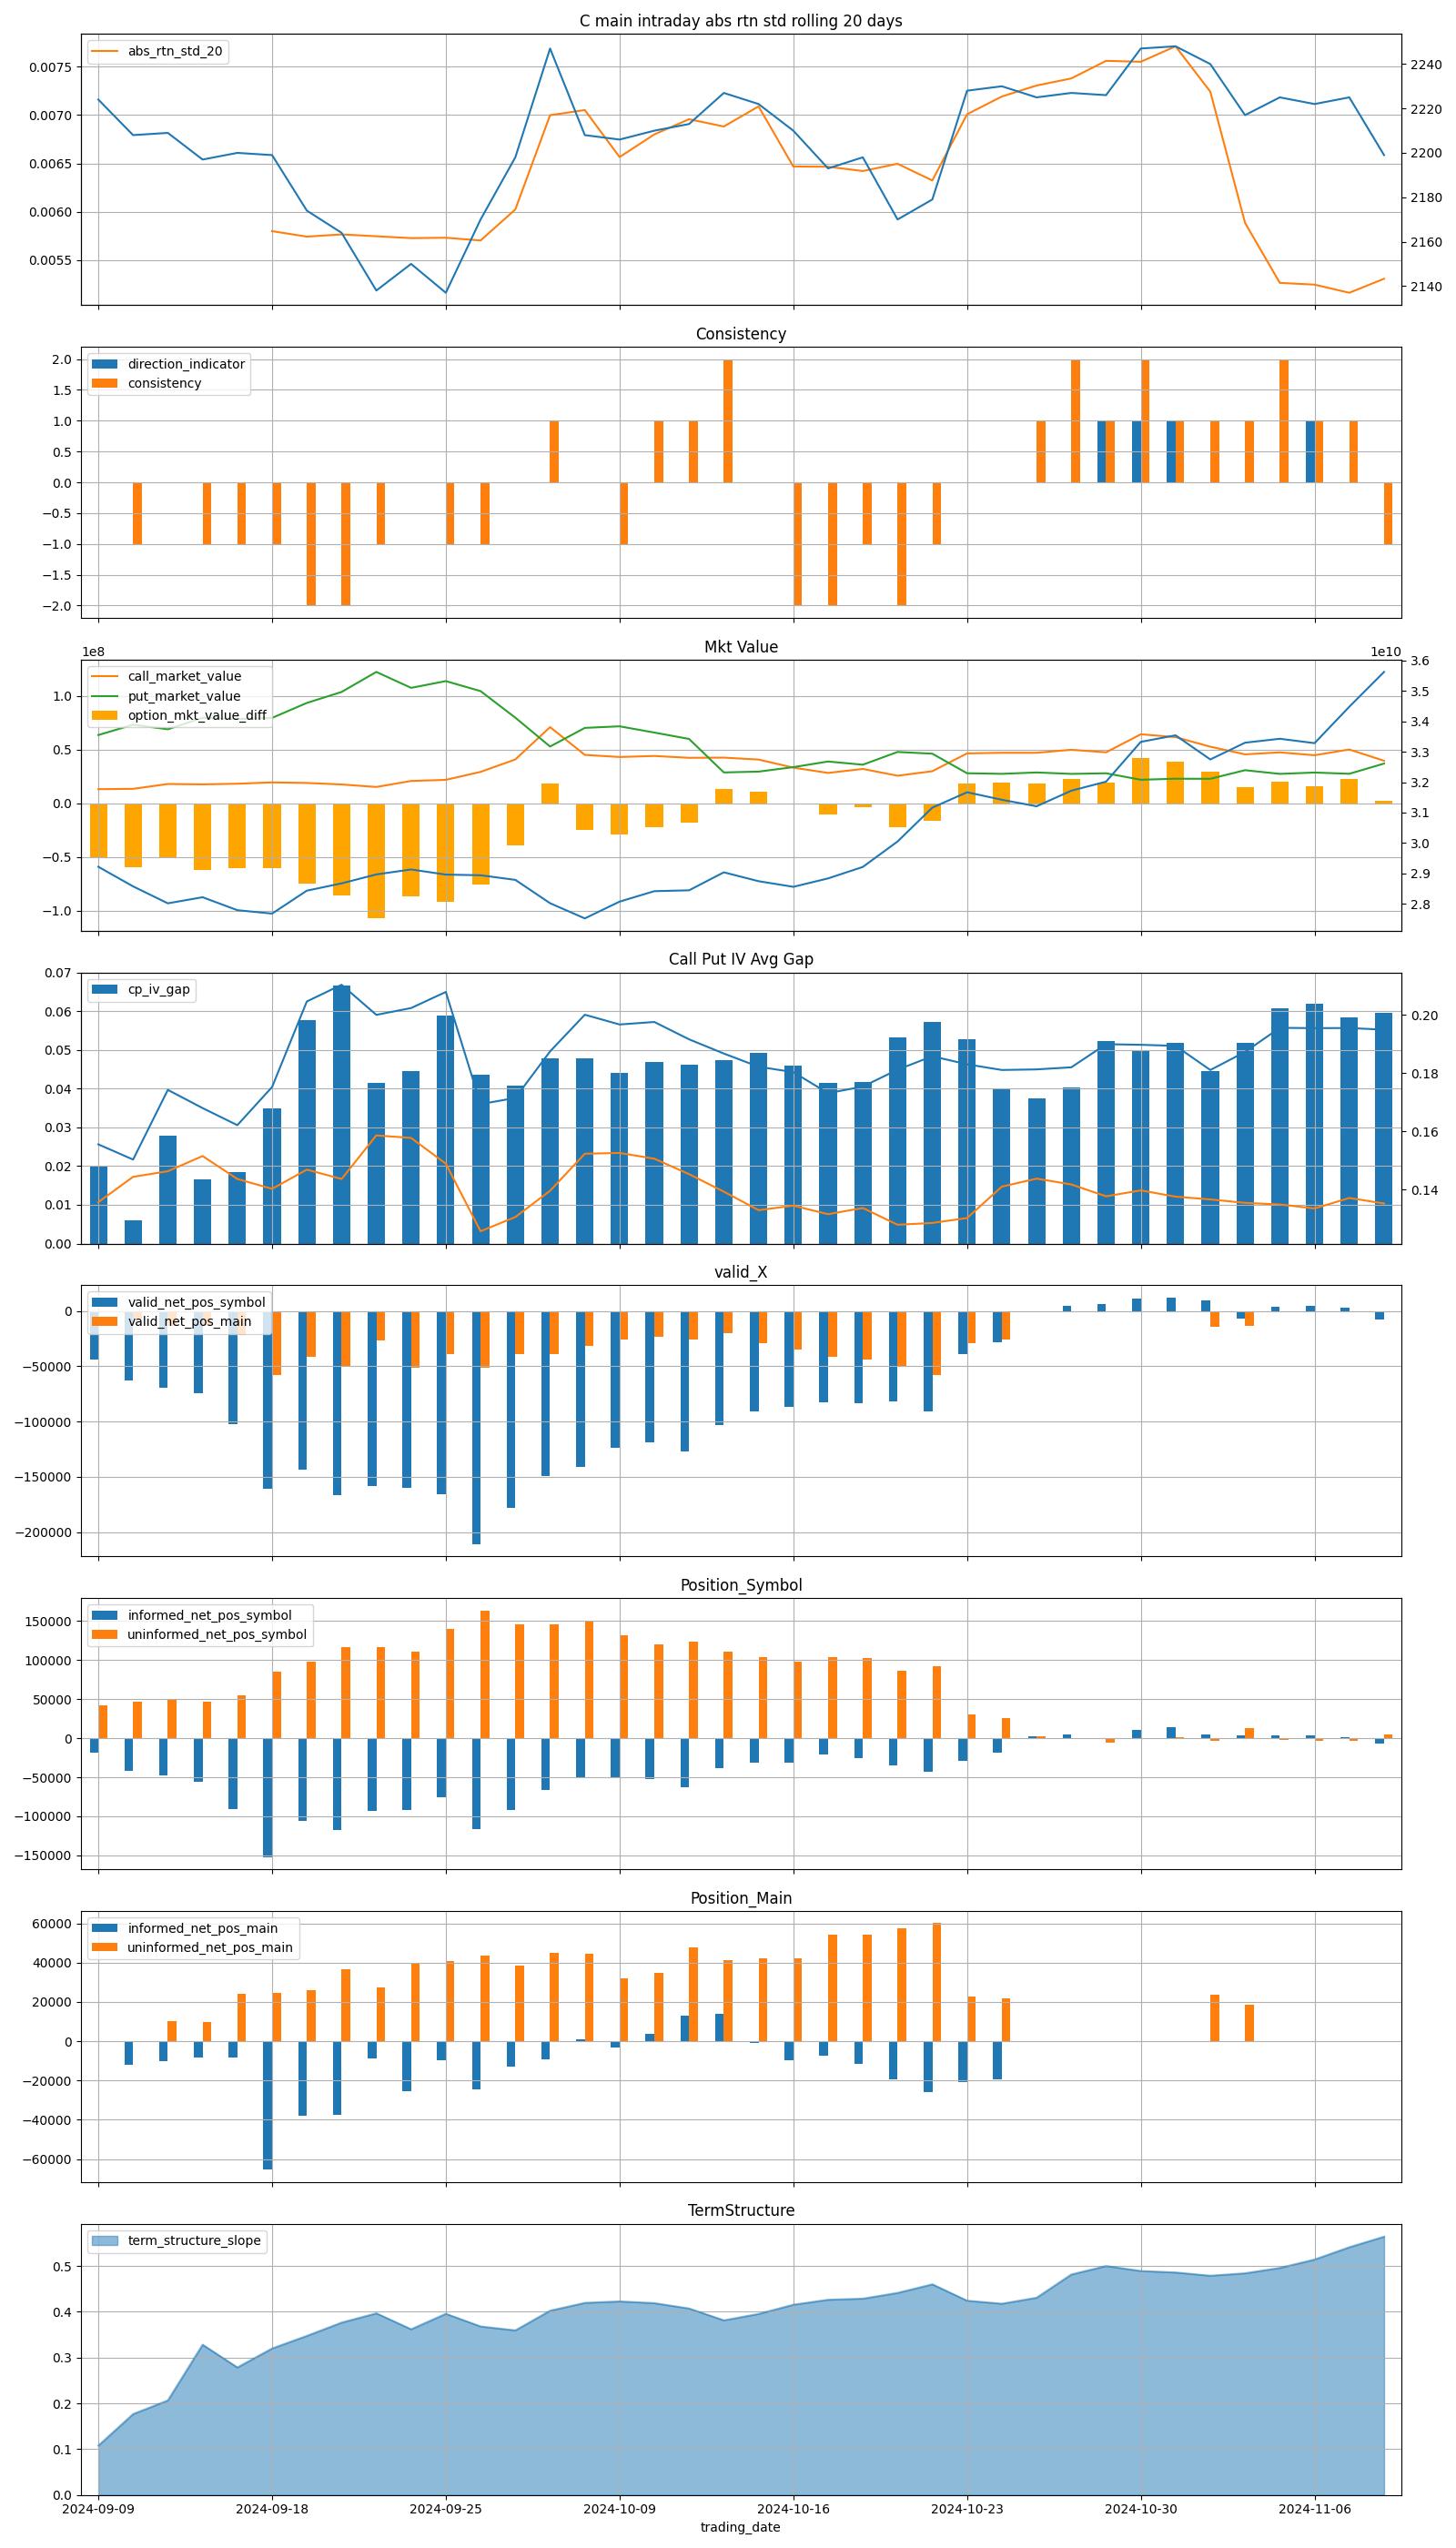 C main intraday abs rtn std rolling 20 days
abs_rtn_std_20
0.0075
0.0070
0.0065
0.0060
0.0055
2240
2220
2200
2180
2160
2140
Consistency
direction_indicator
consistency
2.0
1.5
1.0
0.5
0.0
−0.5
−1.0
−1.5
−2.0
Mkt Value
1e8
1e10
call_market_value
put_market_value
option_mkt_value_diff
1.0
0.5
0.0
−0.5
−1.0
3.6
3.5
3.4
3.3
3.2
3.1
3.0
2.9
2.8
Call Put IV Avg Gap
cp_iv_gap
0.07
0.06
0.05
0.04
0.03
0.02
0.01
0.00
0.20
0.18
0.16
0.14
valid_X
valid_net_pos_symbol
valid_net_pos_main
0
−50000
−100000
−150000
−200000
Position_Symbol
informed_net_pos_symbol
uninformed_net_pos_symbol
150000
100000
50000
0
−50000
−100000
−150000
Position_Main
informed_net_pos_main
uninformed_net_pos_main
60000
40000
20000
0
−20000
−40000
−60000
TermStructure
term_structure_slope
0.5
0.4
0.3
0.2
0.1
0.0
2024-09-09 2024-09-18 2024-09-25 2024-10-09 2024-10-16 2024-10-23 2024-10-30 2024-11-06
trading_date